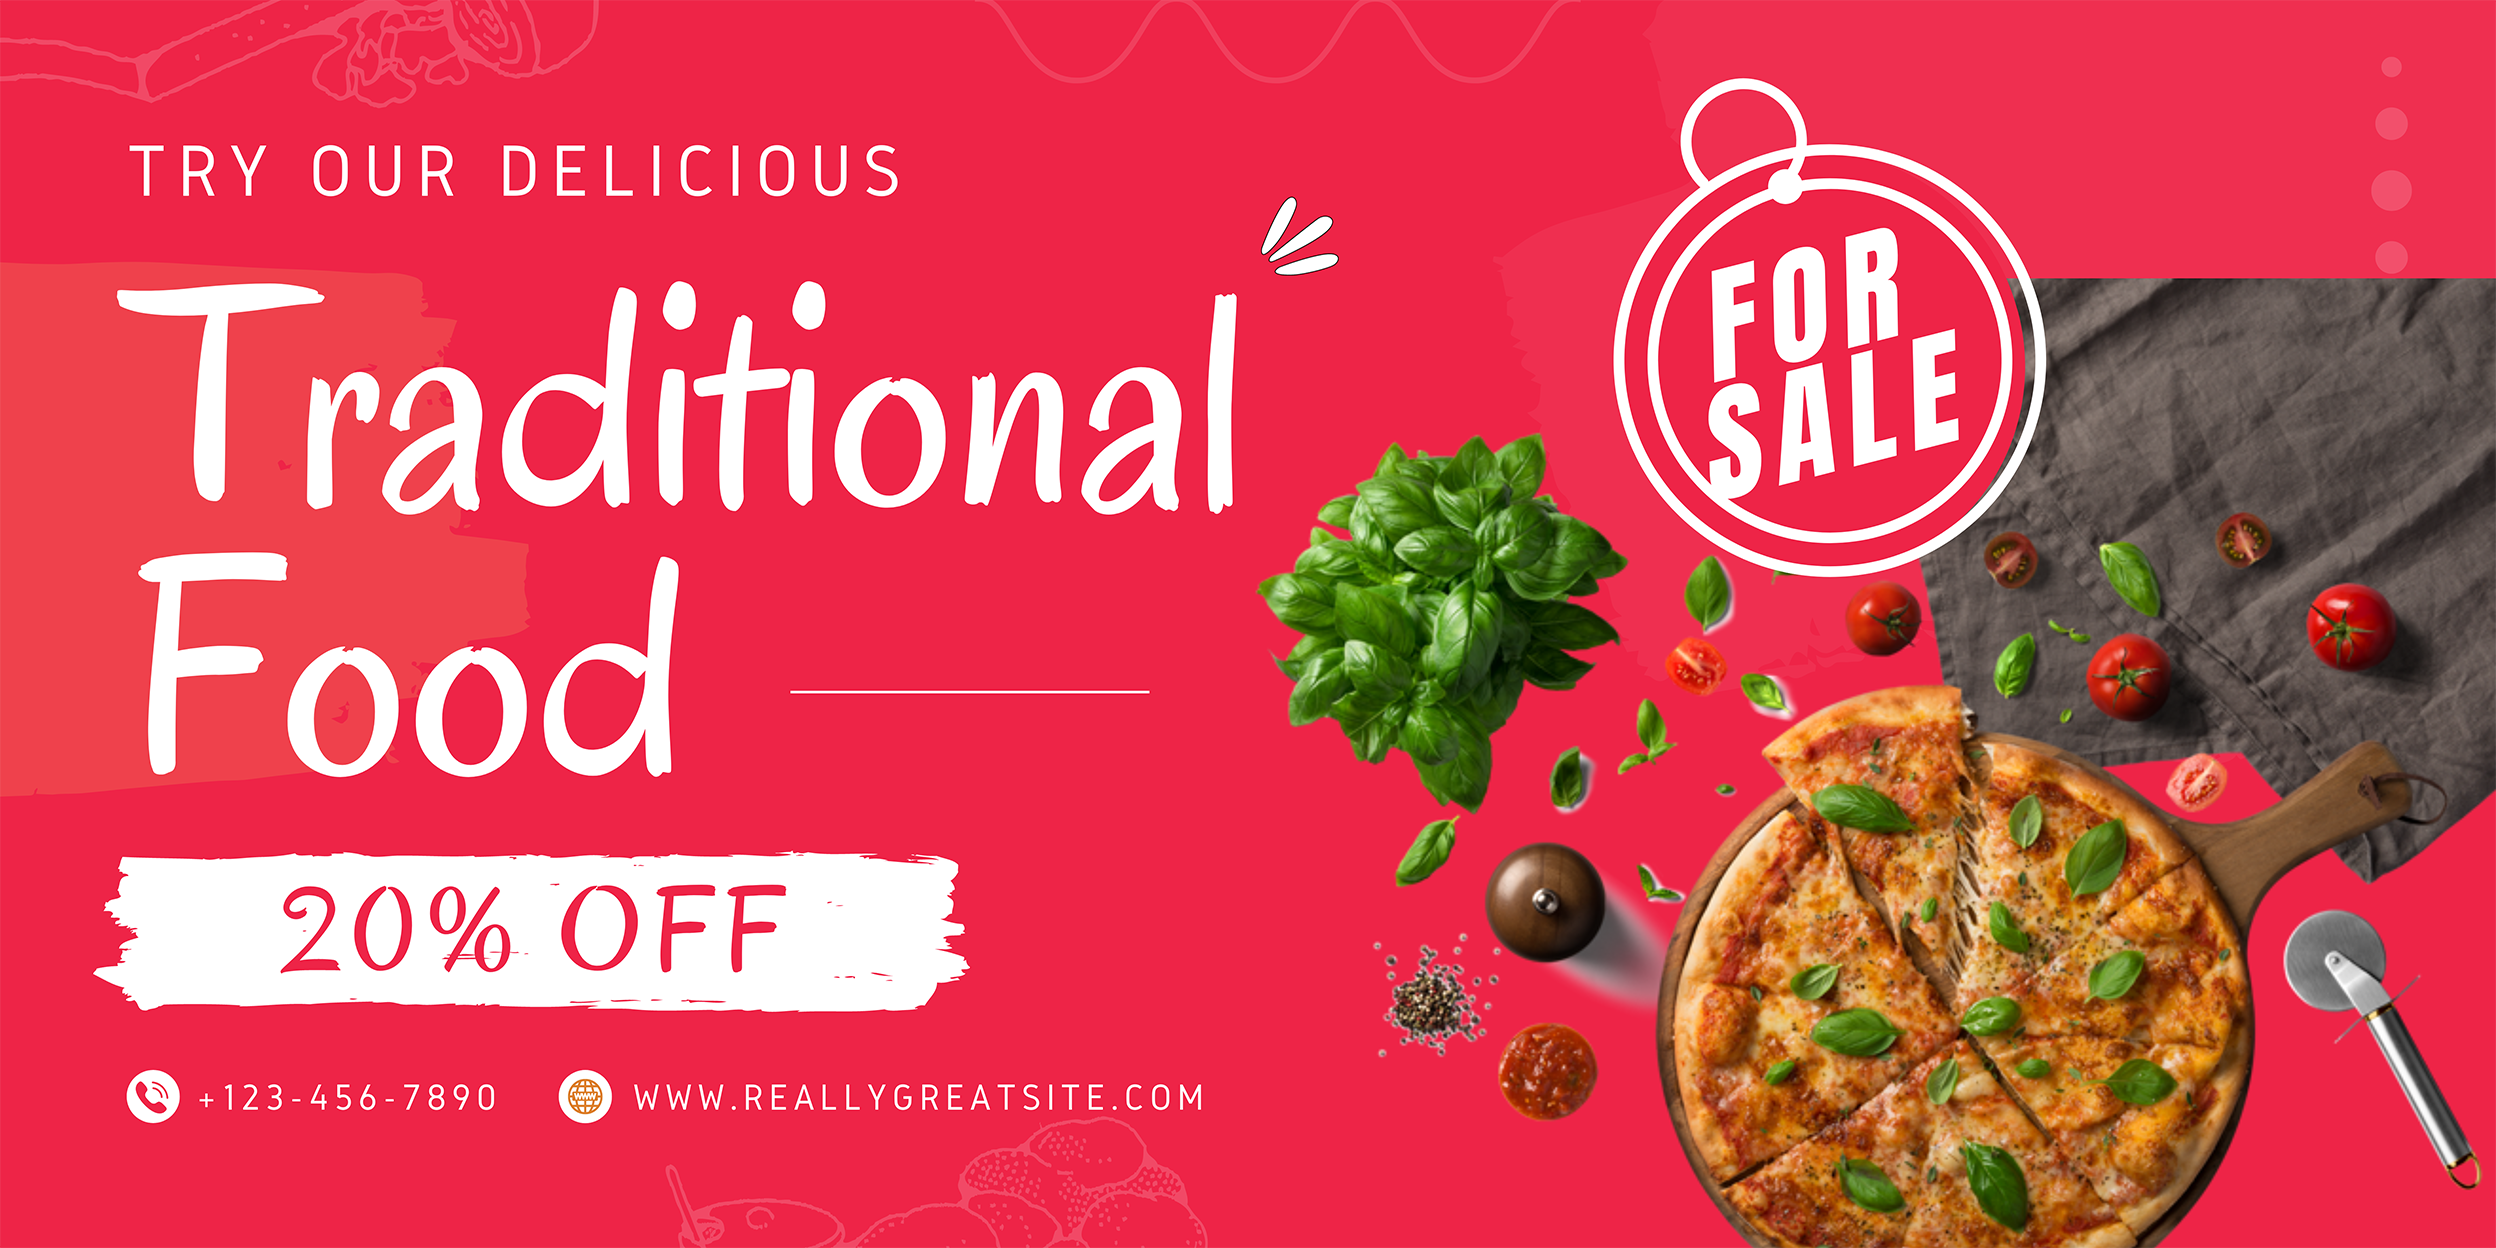 TRY OUR DELICIOUS
Traditional
Food
20% OFF
+123-456-7890
WWW.REALLYGREATSITE.COM
FOR
SALE